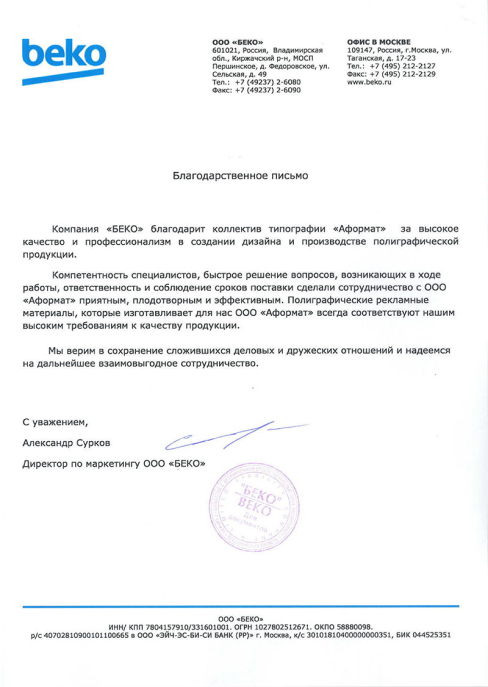 beko
ООО «БЕКО»
601021, Россия, Владимирская
обл., Киржачский р-н, МОСП
Першинское, д. Федоровское, ул.
Сельская, д. 49
Тел.: +7 (49237) 2-6080
Факс: +7 (49237) 2-6090
ОФИС В МОСКВЕ
109147, Россия, г.Москва, ул.
Таганская, д. 17-23
Тел.: +7 (495) 212-2127
Факс: +7 (495) 212-2129
www.beko.ru
Благодарственное письмо
Компания «БЕКО» благодарит коллектив типографии «Аформат» за высокое
качество и профессионализм в создании дизайна и производстве полиграфической
продукции.
Компетентность специалистов, быстрое решение вопросов, возникающих в ходе
работы, ответственность и соблюдение сроков поставки сделали сотрудничество с ООО
«Аформат» приятным, плодотворным и эффективным. Полиграфические рекламные
материалы, которые изготавливает для нас ООО «Аформат» всегда соответствуют нашим
высоким требованиям к качеству продукции.
Мы верим в сохранение сложившихся деловых и дружеских отношений и надеемся
на дальнейшее взаимовыгодное сотрудничество.
С уважением,
Александр Сурков
Директор по маркетингу ООО «БЕКО»
"БЕКО"
BEKO
Для
документов
ООО «БЕКО»
ИНН/ КПП 7804157910/331601001. ОГРН 1027802512671. ОКПО 58880098.
р/с 40702810900101100665 в ООО «ЭЙЧ-ЭС-БИ-СИ БАНК (РР)» г. Москва, к/с 30101810400000000351, БИК 044525351